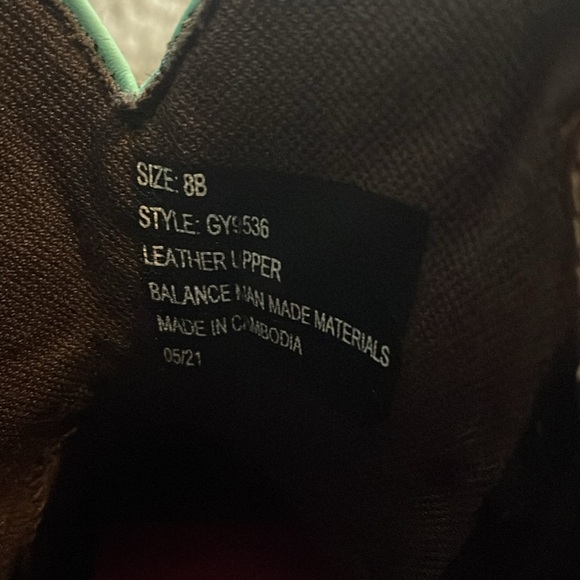 SIZE: 8B
STYLE: GY9536
LEATHER UPPER
BALANCE MAN MADE MATERIALS
MADE IN CAMBODIA
05/21